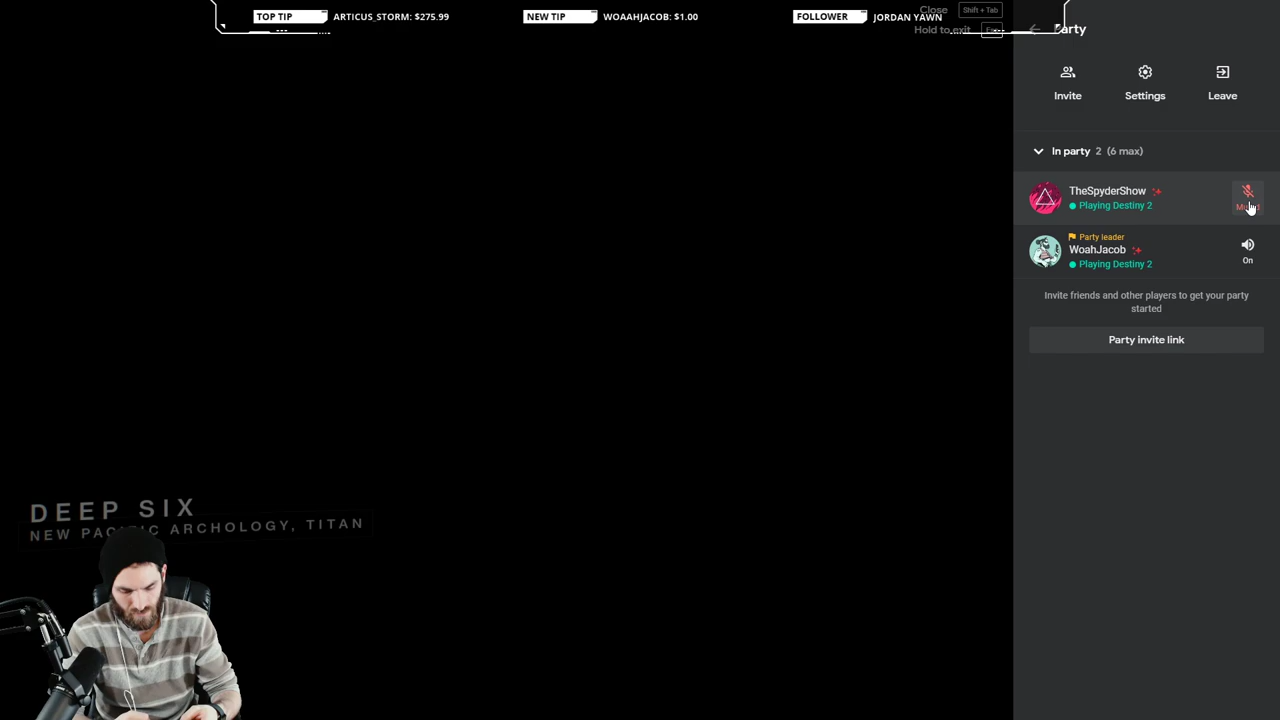 TOP TIP ARTICUS_STORM: $275.99 NEW TIP WOAAHJACOB: $1.00 FOLLOWER JORDAN YAWN
Close Shift + Tab
Hold to exit
Party
Invite Settings Leave
In party 2 (6 max)
TheSpyderShow
Playing Destiny 2
Party leader
WoahJacob
On
Playing Destiny 2
Invite friends and other players to get your party
started
Party invite link
DEEP SIX
NEW PACIFIC ARCHOLOGY, TITAN